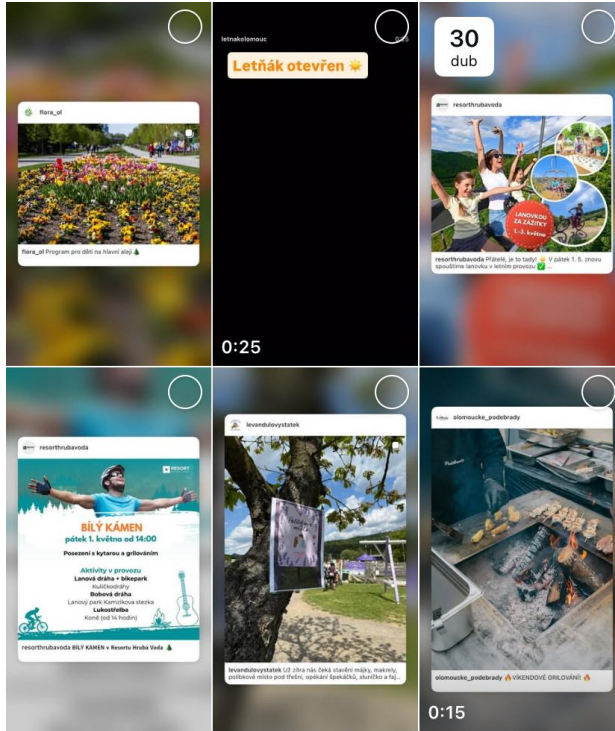 flora_ol
flora_ol Program pro děti na hlavní aleji 🌲
letnakolomouc
0:25
Letňák otevřen ☀️
0:25
30
dub
resorthrubavoda
LANOVKOU
ZA ZÁŽITKY
1.-3. května
resorthrubavoda Přátelé, je to tady! ☀️ V pátek 1. 5. znovu
spouštíme lanovku v letním provozu ✅ ...
resorthrubavoda
RESORT
BÍLÝ KÁMEN
pátek 1. května od 14:00
Posezení s kytarou a grilováním
Aktivity v provozu
Lanová dráha + bikepark
Kuličkodráhy
Bobová dráha
Lanový park Kamzíkova stezka
Lukostřelba
Koně (od 14 hodin)
resorthrubavoda BÍLÝ KÁMEN v Resortu Hrubá Voda 🌲
levandulovystatek
levandulovystatek Už zítra nás čeká stavění májky, makrely,
polibkové místo pod třešní, opékání špekáčků, sluníčko a faj...
olomoucke_podebrady
olomoucke_podebrady 🔥VÍKENDOVÉ GRILOVÁNÍ! 🔥
0:15